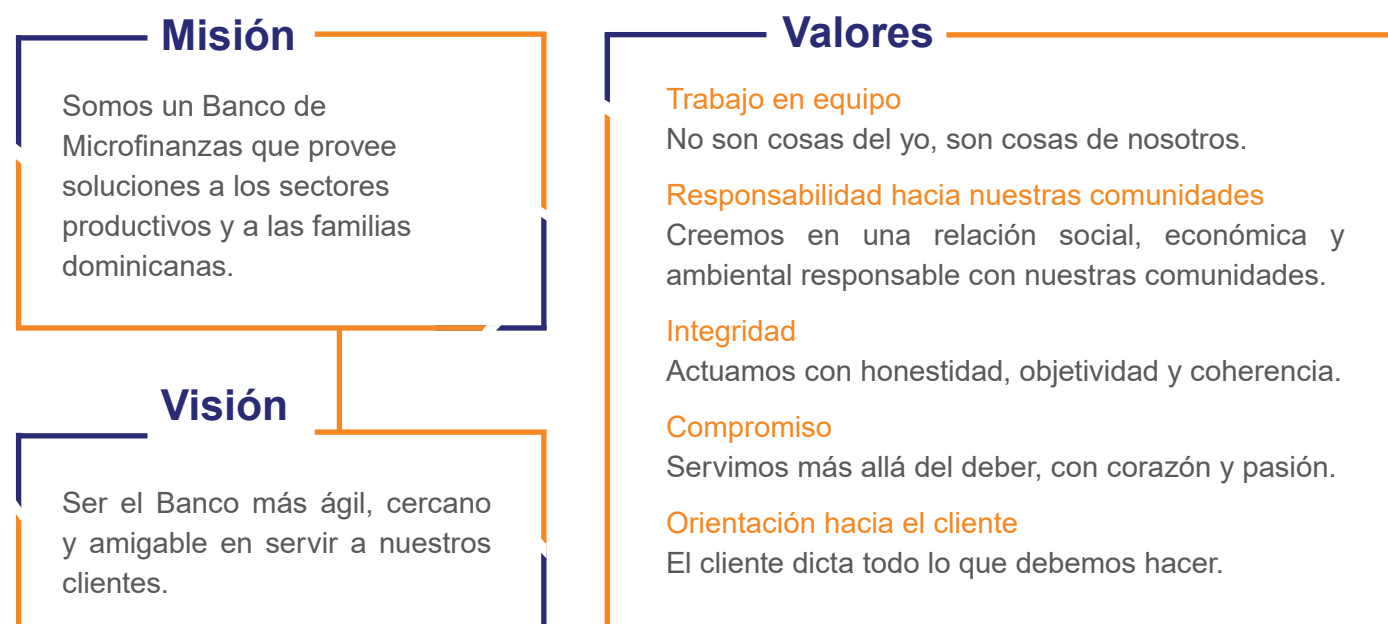 Misión
Somos un Banco de
Microfinanzas que provee
soluciones a los sectores
productivos y a las familias
dominicanas.
Visión
Ser el Banco más ágil, cercano
y amigable en servir a nuestros
clientes.
Valores
Trabajo en equipo
No son cosas del yo, son cosas de nosotros.
Responsabilidad hacia nuestras comunidades
Creemos en una relación social, económica y
ambiental responsable con nuestras comunidades.
Integridad
Actuamos con honestidad, objetividad y coherencia.
Compromiso
Servimos más allá del deber, con corazón y pasión.
Orientación hacia el cliente
El cliente dicta todo lo que debemos hacer.